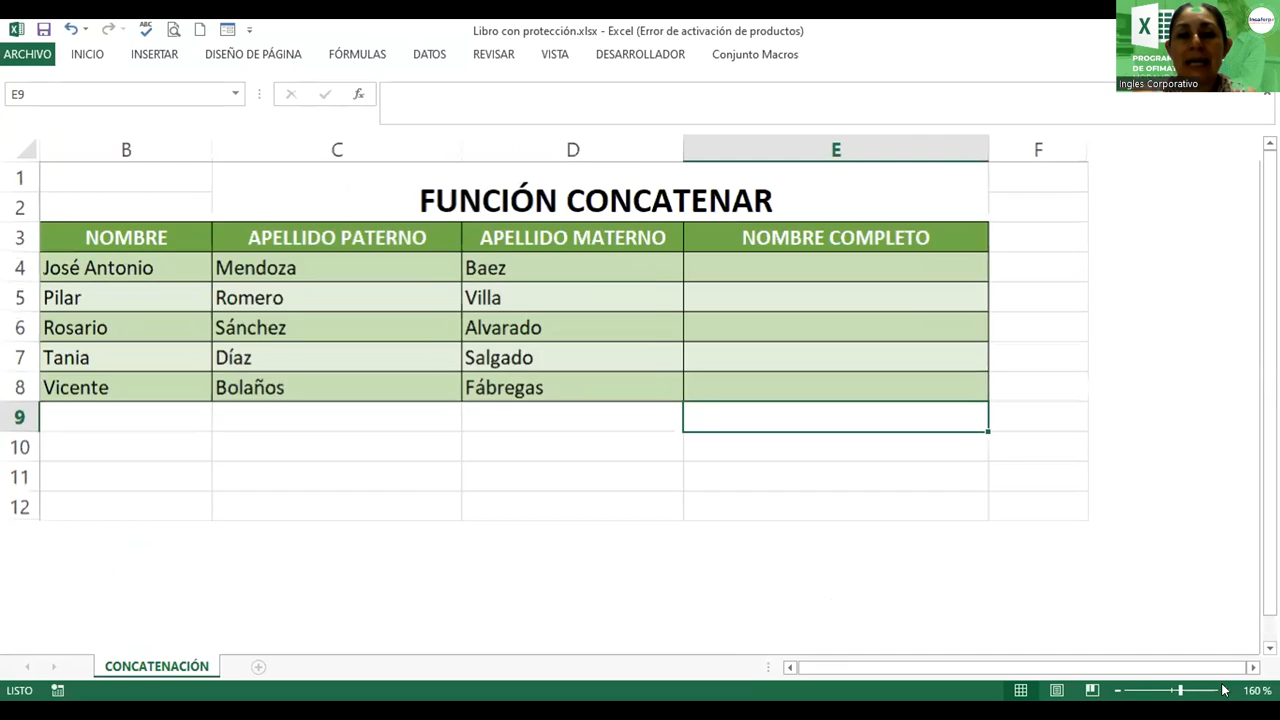 Libro con protección.xlsx - Excel (Error de activación de productos)
ARCHIVO INICIO INSERTAR DISEÑO DE PÁGINA FÓRMULAS DATOS REVISAR VISTA DESARROLLADOR Conjunto Macros
Ingles Corporativo
E9 fx
B C D E F
1
2 FUNCIÓN CONCATENAR
3 NOMBRE APELLIDO PATERNO APELLIDO MATERNO NOMBRE COMPLETO
4 José Antonio Mendoza Baez
5 Pilar Romero Villa
6 Rosario Sánchez Alvarado
7 Tania Díaz Salgado
8 Vicente Bolaños Fábregas
9
10
11
12
CONCATENACIÓN
LISTO 160 %